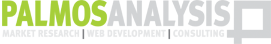 PALMOSANALYSIS
MARKET RESEARCH | WEB DEVELOPMENT | CONSULTING